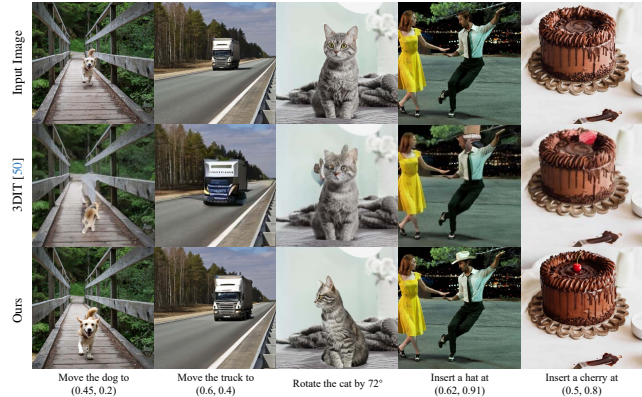 Input Image
3DIT [50]
Ours
Move the dog to
(0.45, 0.2)
Move the truck to
(0.6, 0.4)
Rotate the cat by 72°
Insert a hat at
(0.62, 0.91)
Insert a cherry at
(0.5, 0.8)